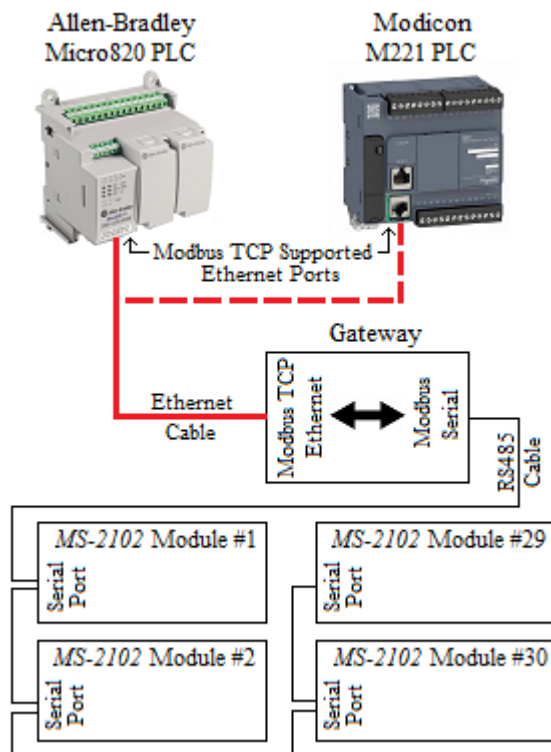 Allen-Bradley
Micro820 PLC
Modicon
M221 PLC
Modbus TCP Supported
Ethernet Ports
Gateway
Ethernet
Cable
Modbus TCP
Ethernet
Modbus
Serial
RS485
Cable
MS-2102 Module #1
Serial
Port
MS-2102 Module #29
Serial
Port
MS-2102 Module #2
Serial
Port
MS-2102 Module #30
Serial
Port